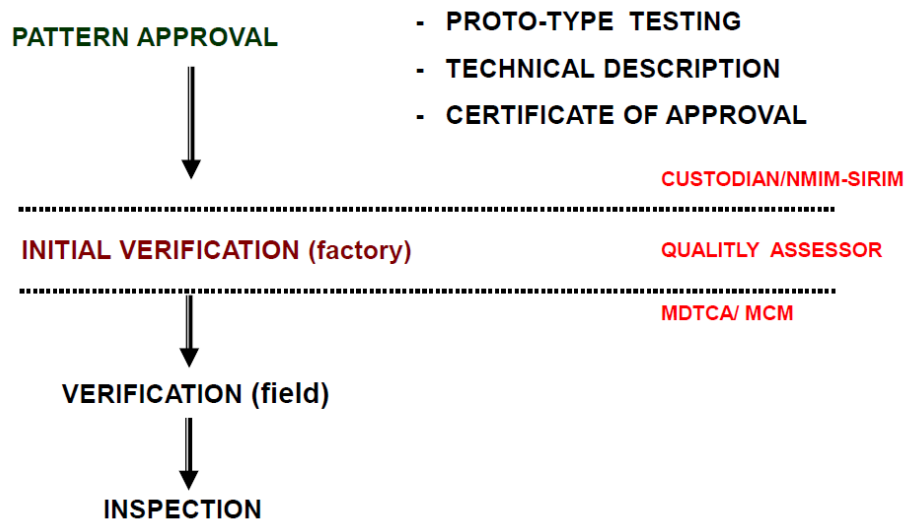 PATTERN APPROVAL
- PROTO-TYPE TESTING
- TECHNICAL DESCRIPTION
- CERTIFICATE OF APPROVAL
CUSTODIAN/NMIM-SIRIM
INITIAL VERIFICATION (factory)
QUALITLY ASSESSOR
MDTCA/ MCM
VERIFICATION (field)
INSPECTION